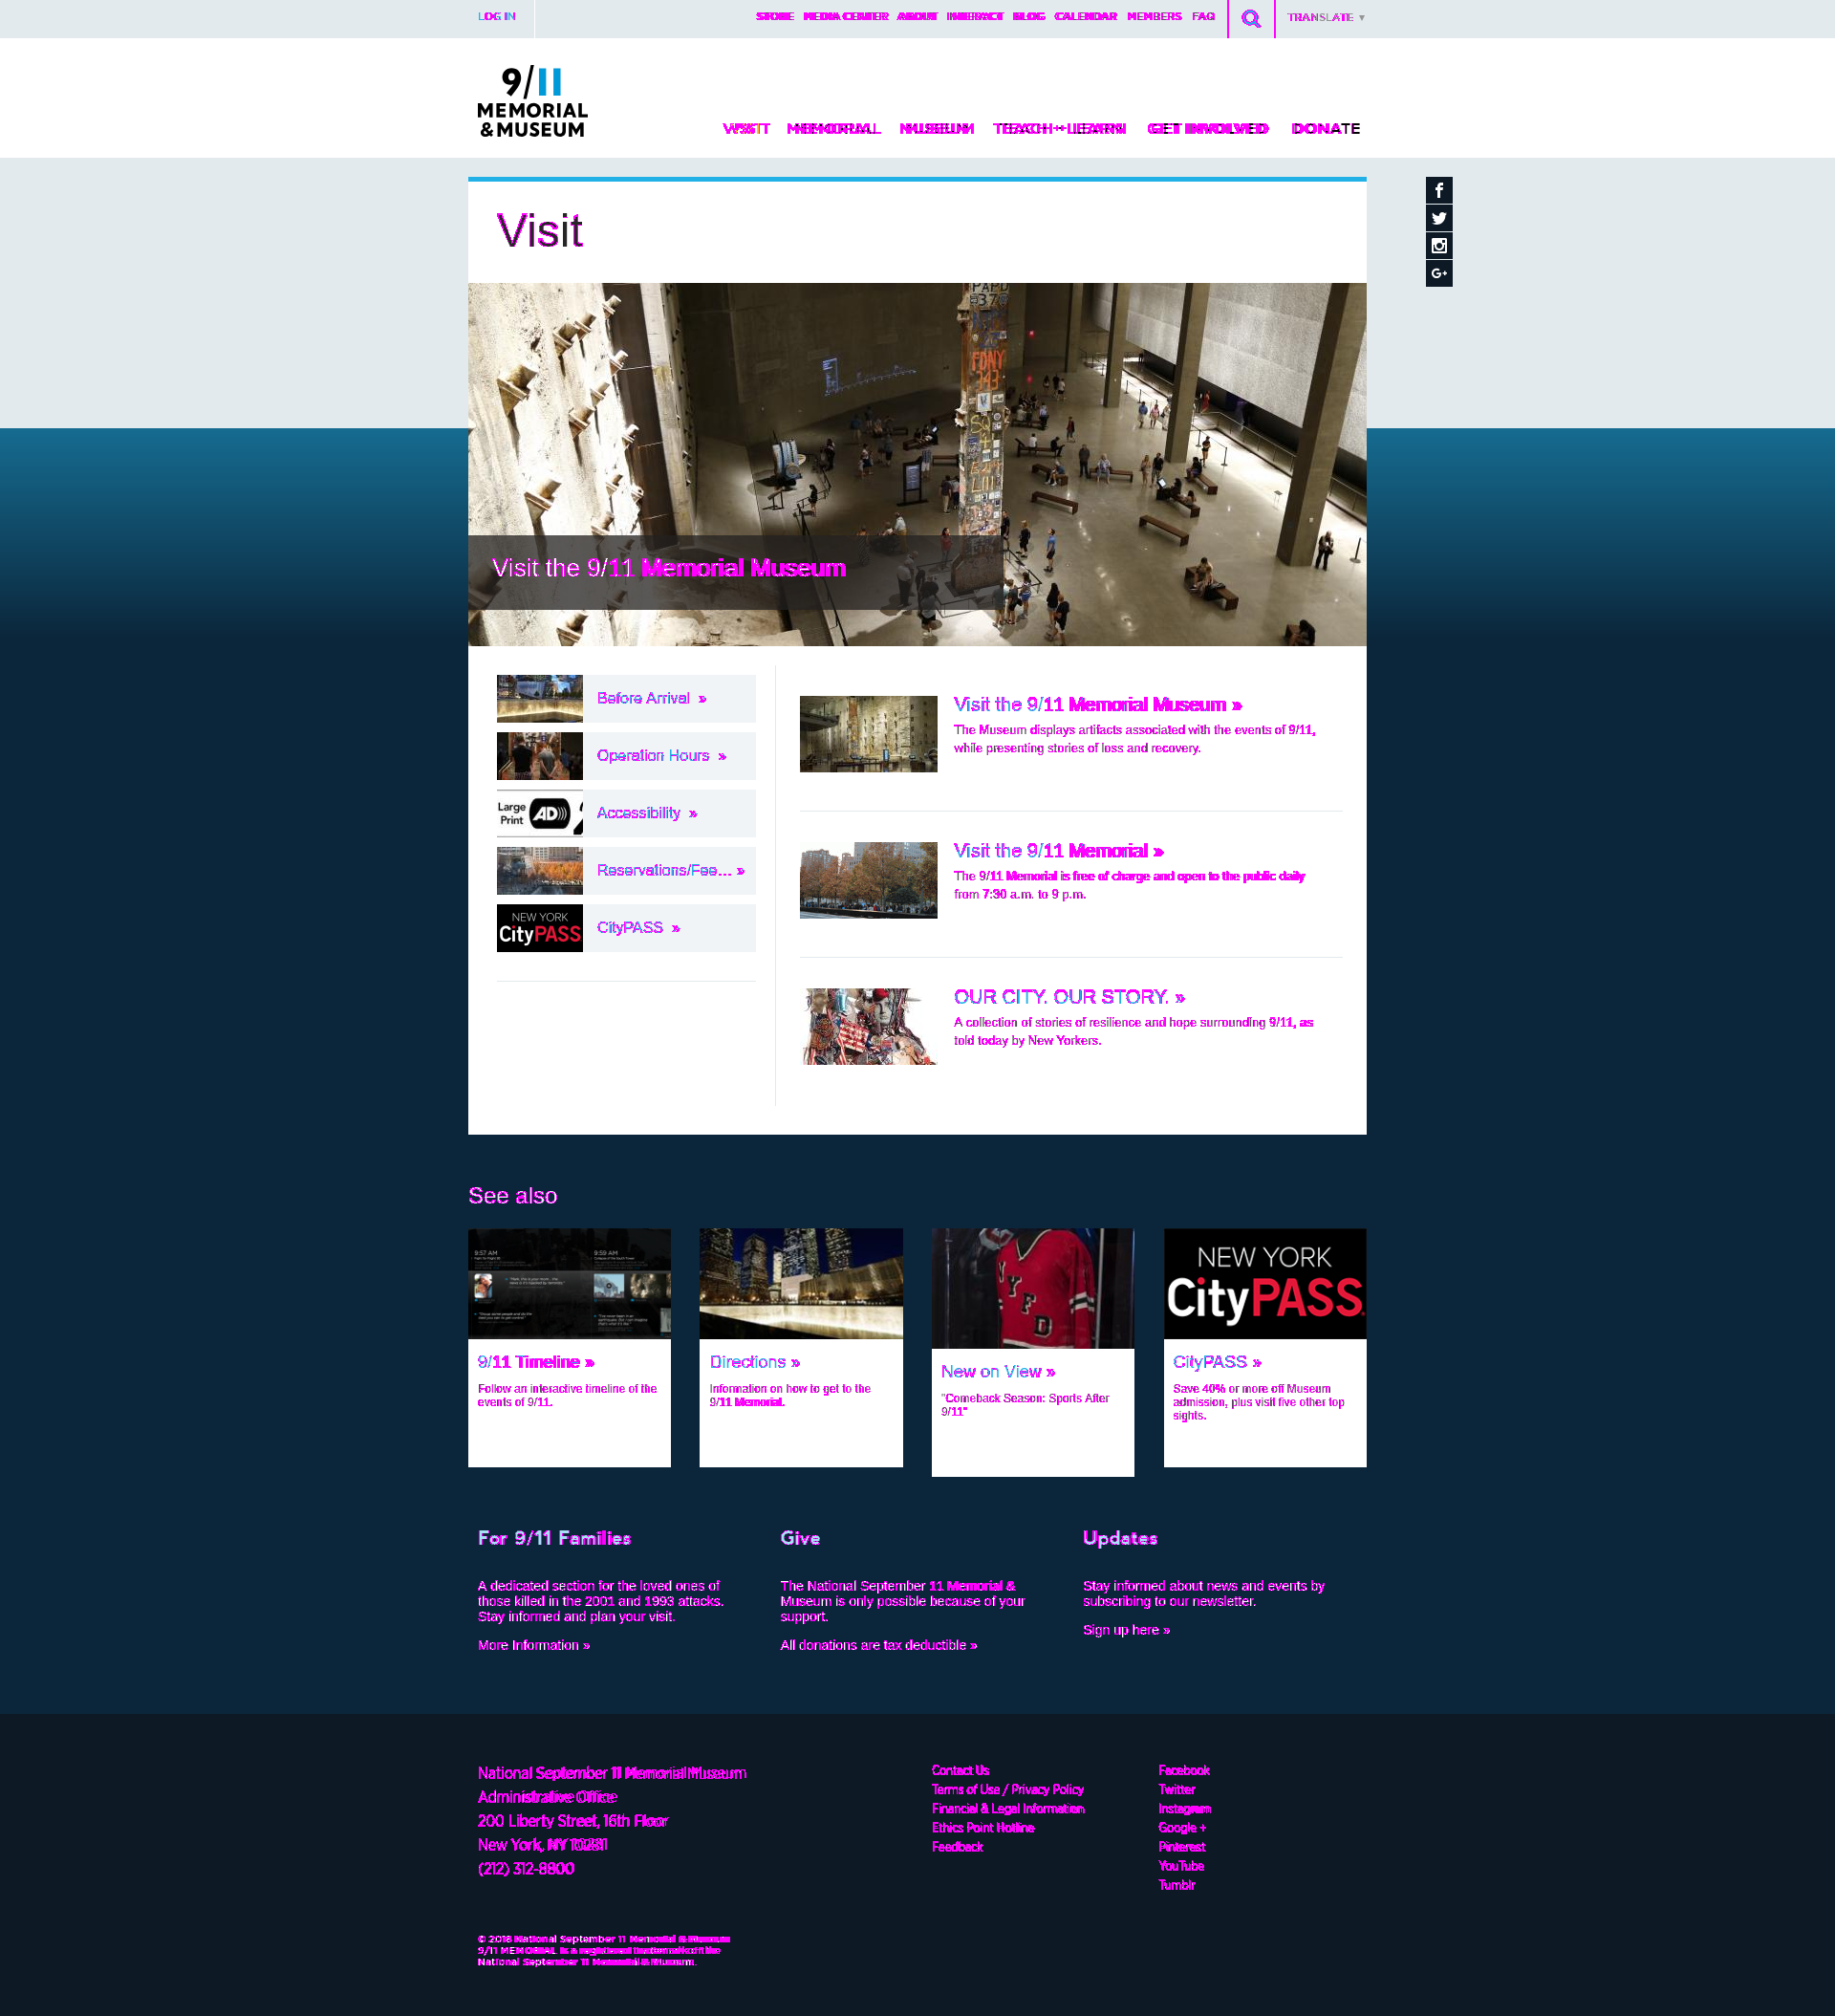 LOG IN
STORE MEDIA CENTER ABOUT INTERACT BLOG CALENDAR MEMBERS FAQ
TRANSLATE ▼
9/11
MEMORIAL
& MUSEUM
VISIT MEMORIAL MUSEUM TEACH + LEARN GET INVOLVED DONATE
Visit
PAPD
37
FDNY
343
Visit the 9/11 Memorial Museum
Before Arrival »
Operation Hours »
Large Print AD)))
Accessibility »
Reservations/Fee... »
NEW YORK
CityPASS
CityPASS »
Visit the 9/11 Memorial Museum »
The Museum displays artifacts associated with the events of 9/11,
while presenting stories of loss and recovery.
Visit the 9/11 Memorial »
The 9/11 Memorial is free of charge and open to the public daily
from 7:30 a.m. to 9 p.m.
OUR CITY. OUR STORY. »
A collection of stories of resilience and hope surrounding 9/11, as
told today by New Yorkers.
See also
9:57 AM
9:59 AM
9/11 Timeline »
Follow an interactive timeline of the
events of 9/11.
Directions »
Information on how to get to the
9/11 Memorial.
NYFD
New on View »
"Comeback Season: Sports After
9/11"
NEW YORK
CityPASS
CityPASS »
Save 40% or more off Museum
admission, plus visit five other top
sights.
For 9/11 Families
A dedicated section for the loved ones of
those killed in the 2001 and 1993 attacks.
Stay informed and plan your visit.
More Information »
Give
The National September 11 Memorial &
Museum is only possible because of your
support.
All donations are tax deductible »
Updates
Stay informed about news and events by
subscribing to our newsletter.
Sign up here »
National September 11 Memorial Museum
Administrative Office
200 Liberty Street, 16th Floor
New York, NY 10281
(212) 312-8800
Contact Us
Terms of Use / Privacy Policy
Financial & Legal Information
Ethics Point Hotline
Feedback
Facebook
Twitter
Instagram
Google +
Pinterest
YouTube
Tumblr
© 2018 National September 11 Memorial & Museum
9/11 MEMORIAL is a registered trademark of the
National September 11 Memorial & Museum.